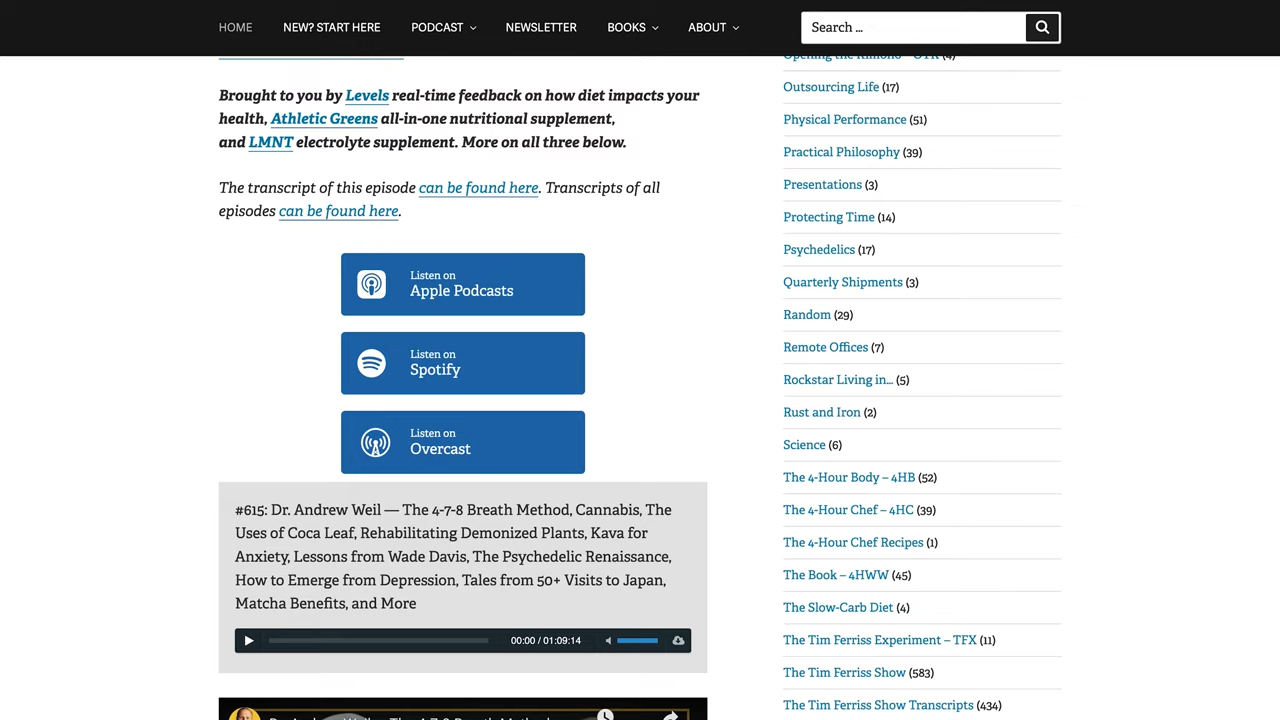 HOME
NEW? START HERE
PODCAST
NEWSLETTER
BOOKS
ABOUT
Search ...
Brought to you by Levels real-time feedback on how diet impacts your
health, Athletic Greens all-in-one nutritional supplement,
and LMNT electrolyte supplement. More on all three below.
The transcript of this episode can be found here. Transcripts of all
episodes can be found here.
Listen on
Apple Podcasts
Listen on
Spotify
Listen on
Overcast
#615: Dr. Andrew Weil — The 4-7-8 Breath Method, Cannabis, The
Uses of Coca Leaf, Rehabilitating Demonized Plants, Kava for
Anxiety, Lessons from Wade Davis, The Psychedelic Renaissance,
How to Emerge from Depression, Tales from 50+ Visits to Japan,
Matcha Benefits, and More
00:00 / 01:09:14
Outsourcing Life (17)
Physical Performance (51)
Practical Philosophy (39)
Presentations (3)
Protecting Time (14)
Psychedelics (17)
Quarterly Shipments (3)
Random (29)
Remote Offices (7)
Rockstar Living in... (5)
Rust and Iron (2)
Science (6)
The 4-Hour Body – 4HB (52)
The 4-Hour Chef – 4HC (39)
The 4-Hour Chef Recipes (1)
The Book – 4HWW (45)
The Slow-Carb Diet (4)
The Tim Ferriss Experiment – TFX (11)
The Tim Ferriss Show (583)
The Tim Ferriss Show Transcripts (434)